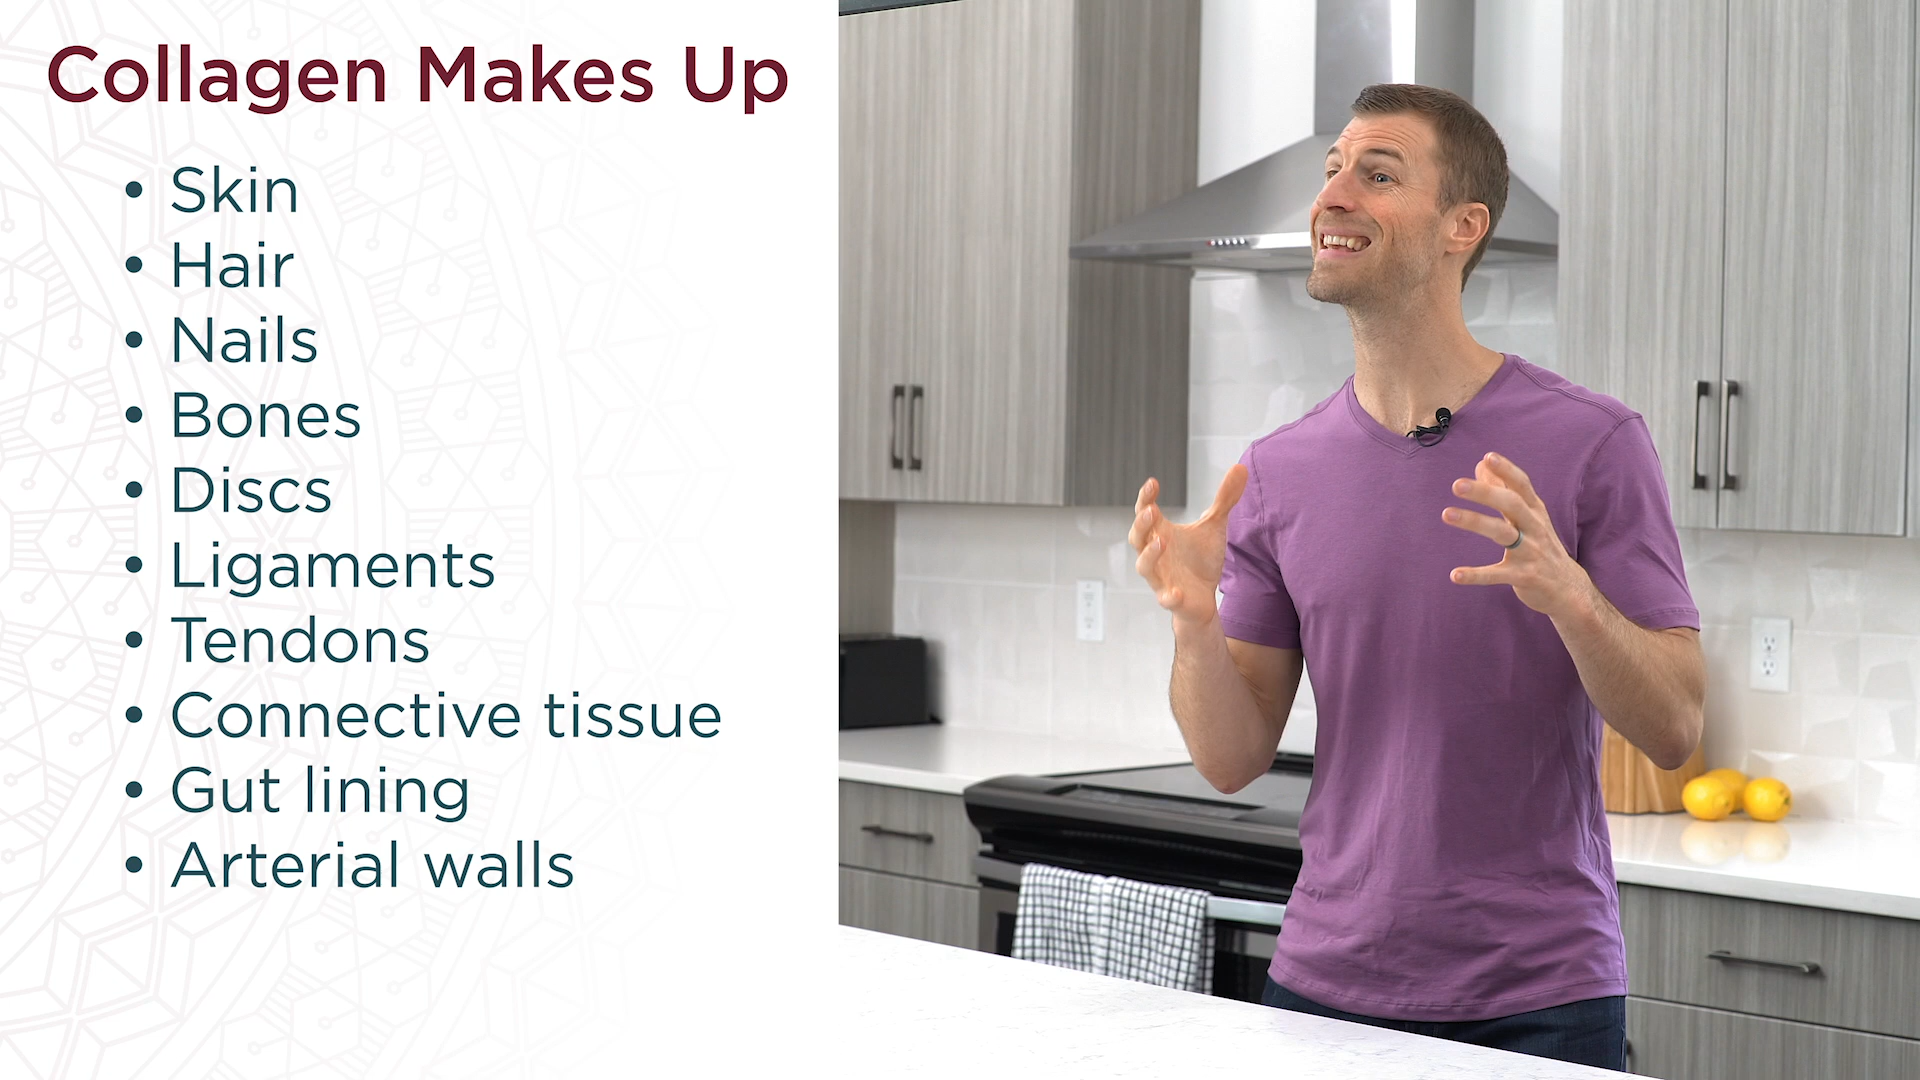 Collagen Makes Up
• Skin
• Hair
• Nails
• Bones
• Discs
• Ligaments
• Tendons
• Connective tissue
• Gut lining
• Arterial walls